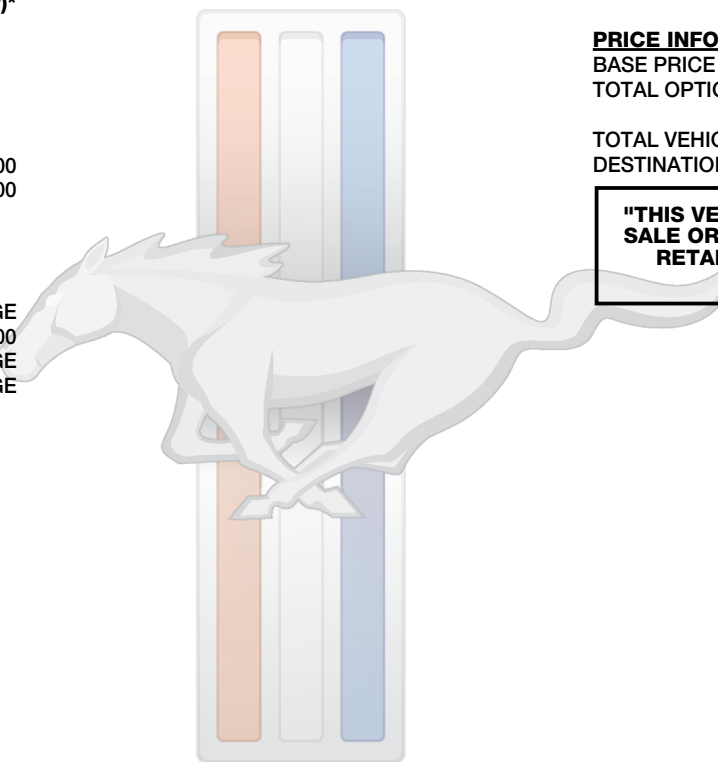 )*
PRICE INFO
BASE PRICE
TOTAL OPTIO
TOTAL VEHIC
DESTINATION
00
00
"THIS VE
SALE OR
RETAI
GE
00
GE
GE